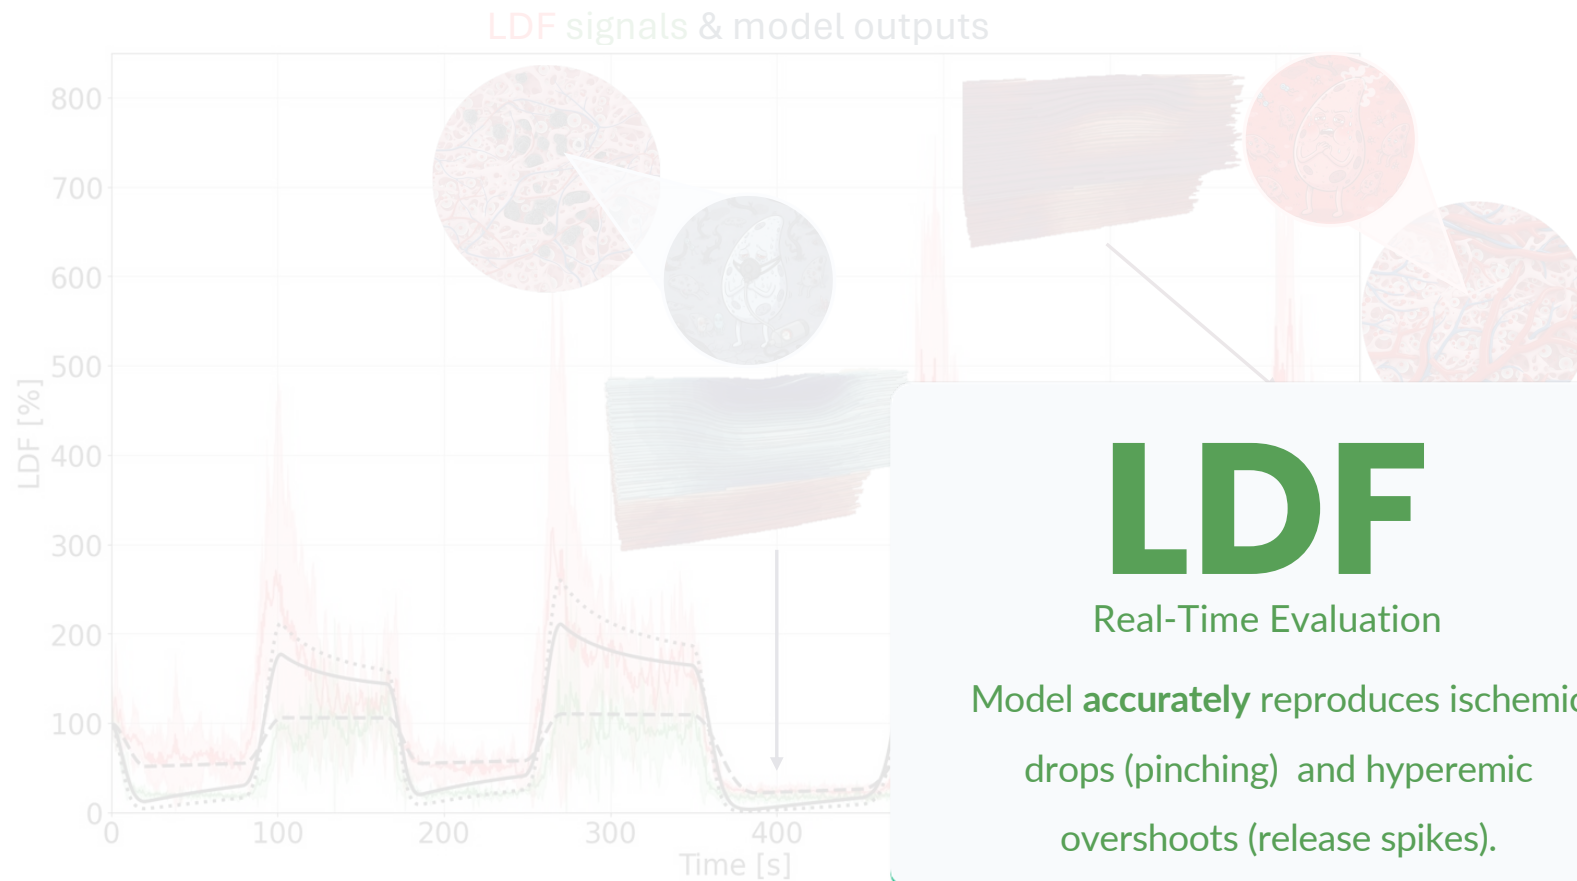 LDF signals & model outputs
800
700
600
500
400
300
200
100
0
LDF [%]
0 100 200 300 400
Time [s]
LDF
Real-Time Evaluation
Model accurately reproduces ischemic
drops (pinching) and hyperemic
overshoots (release spikes).